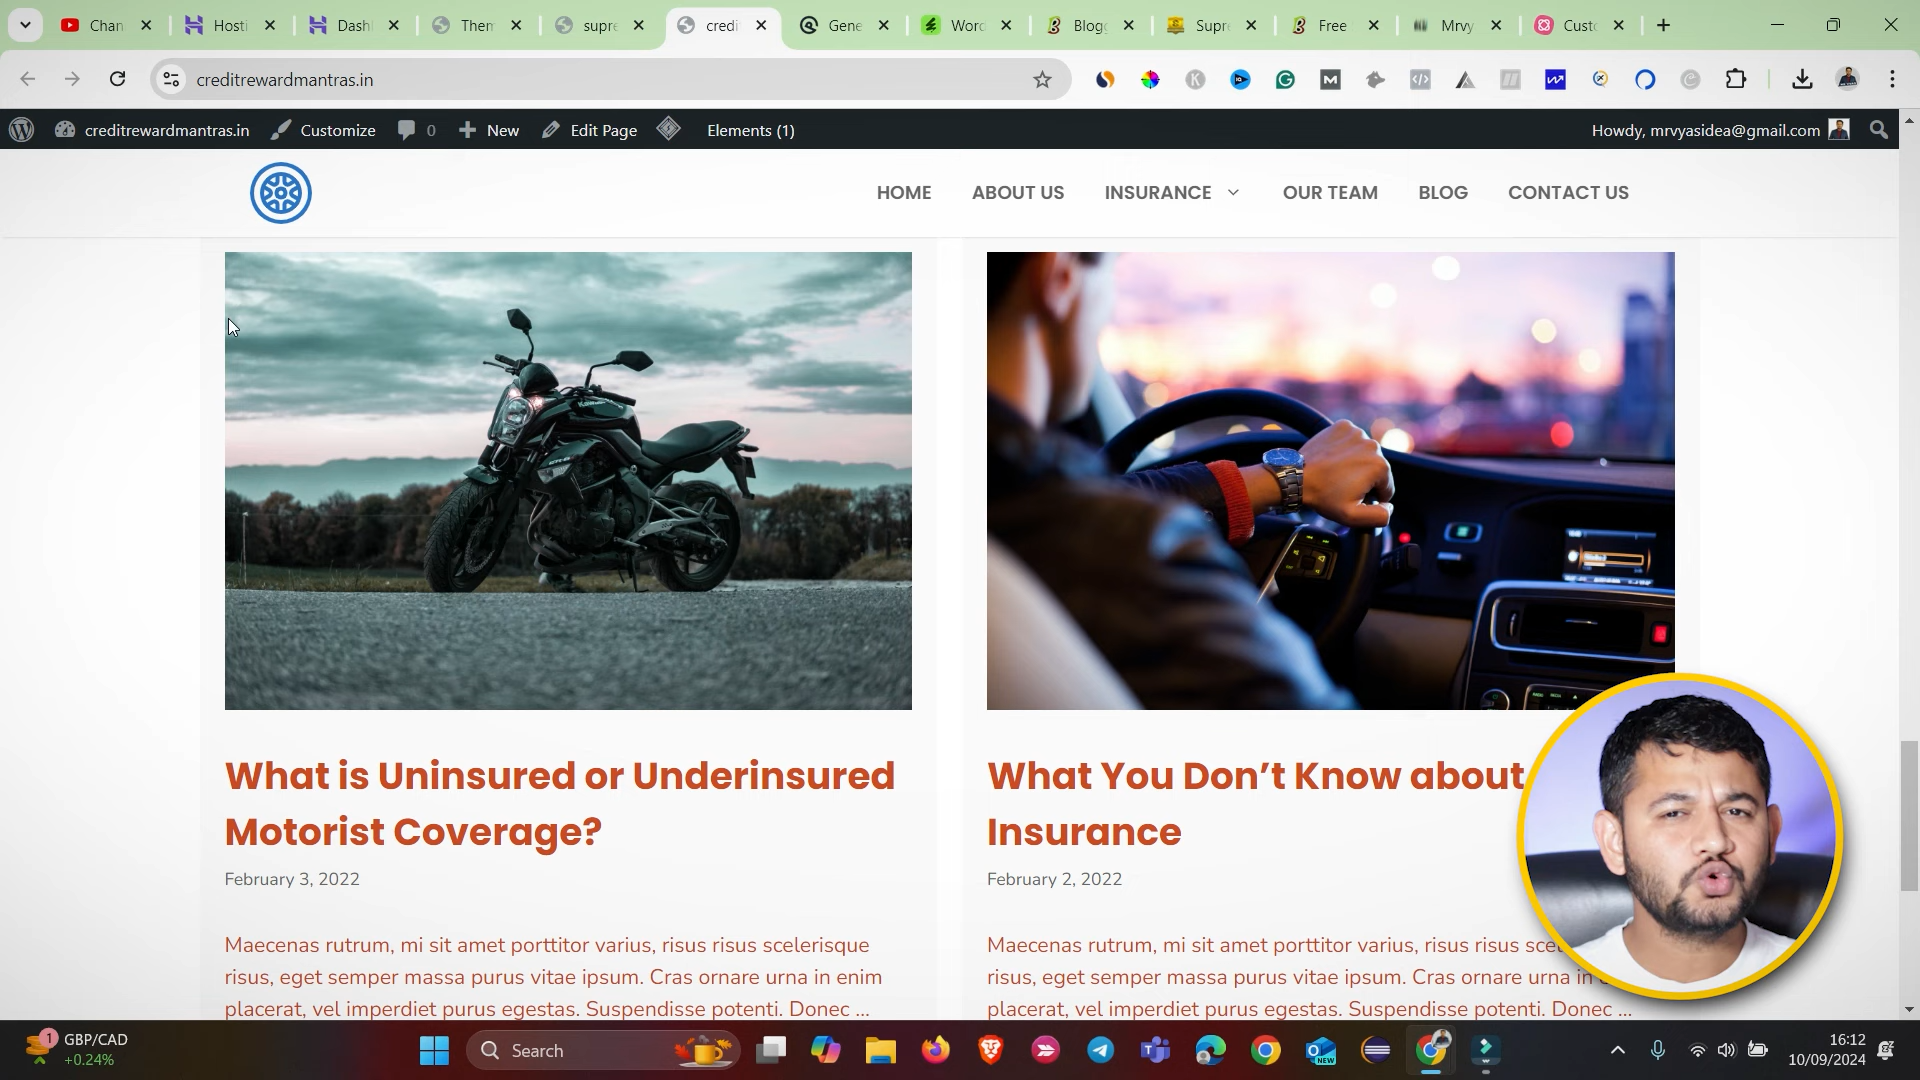 Chan
Hosti
Dash
Them
supre
credi
Gene
Word
Blogg
Supr
Free
Mrvy
Custo
creditrewardmantras.in
creditrewardmantras.in
Customize
0
New
Edit Page
Elements (1)
Howdy, mrvyasidea@gmail.com
HOME
ABOUT US
INSURANCE
OUR TEAM
BLOG
CONTACT US
Kawasaki
What is Uninsured or Underinsured
Motorist Coverage?
February 3, 2022
Maecenas rutrum, mi sit amet porttitor varius, risus risus scelerisque
risus, eget semper massa purus vitae ipsum. Cras ornare urna in enim
placerat, vel imperdiet purus egestas. Suspendisse potenti. Donec ...
What You Don’t Know about
Insurance
February 2, 2022
Maecenas rutrum, mi sit amet porttitor varius, risus risus sce
risus, eget semper massa purus vitae ipsum. Cras ornare urna in
placerat, vel imperdiet purus egestas. Suspendisse potenti. Donec ...
1
GBP/CAD
+0.24%
Search
NEW
16:12
10/09/2024